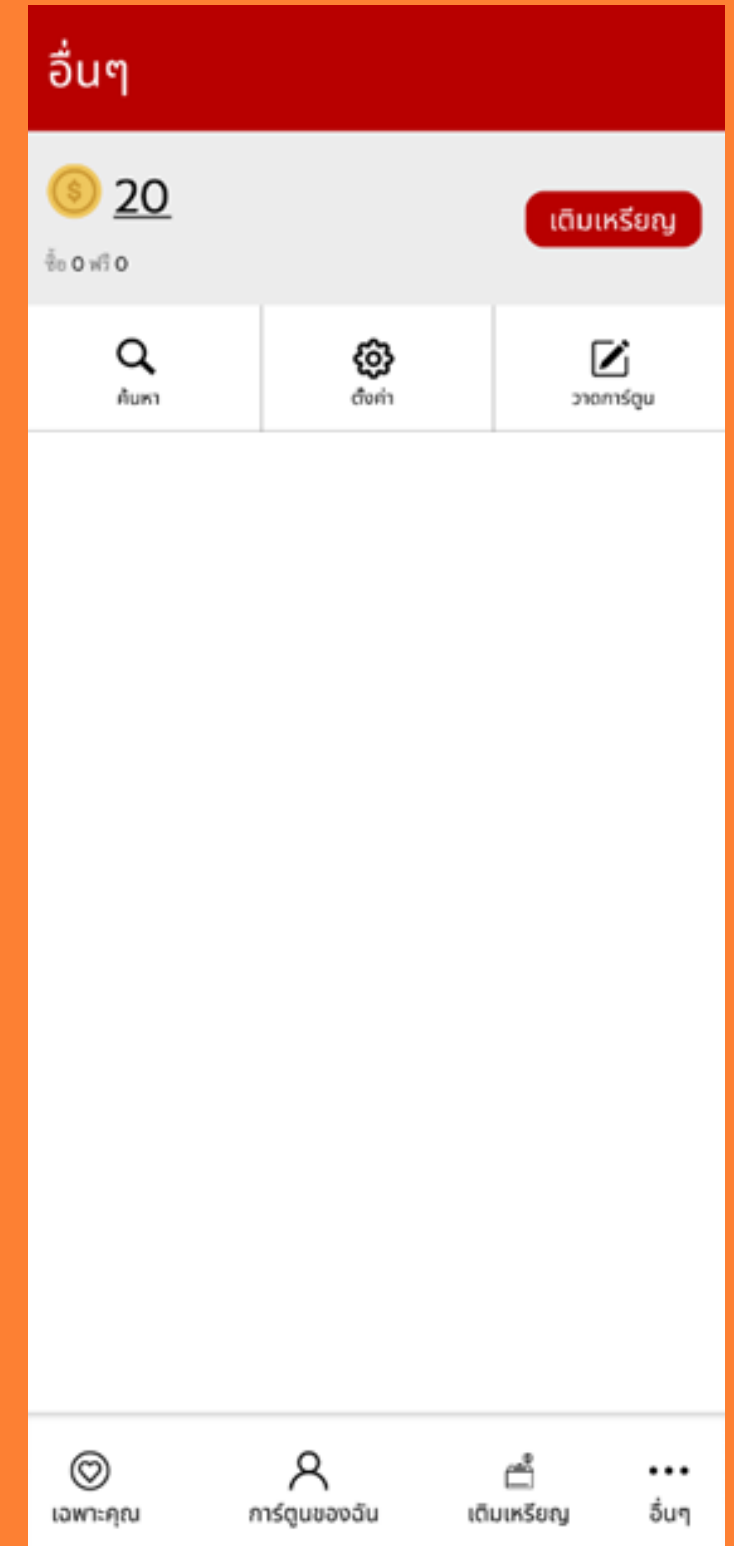 อื่นๆ
20
เติมเหรียญ
ซื้อ 0 ฟรี 0
ค้นหา
ตั้งค่า
วาดการ์ตูน
เฉพาะคุณ
การ์ตูนของฉัน
เติมเหรียญ
อื่นๆ